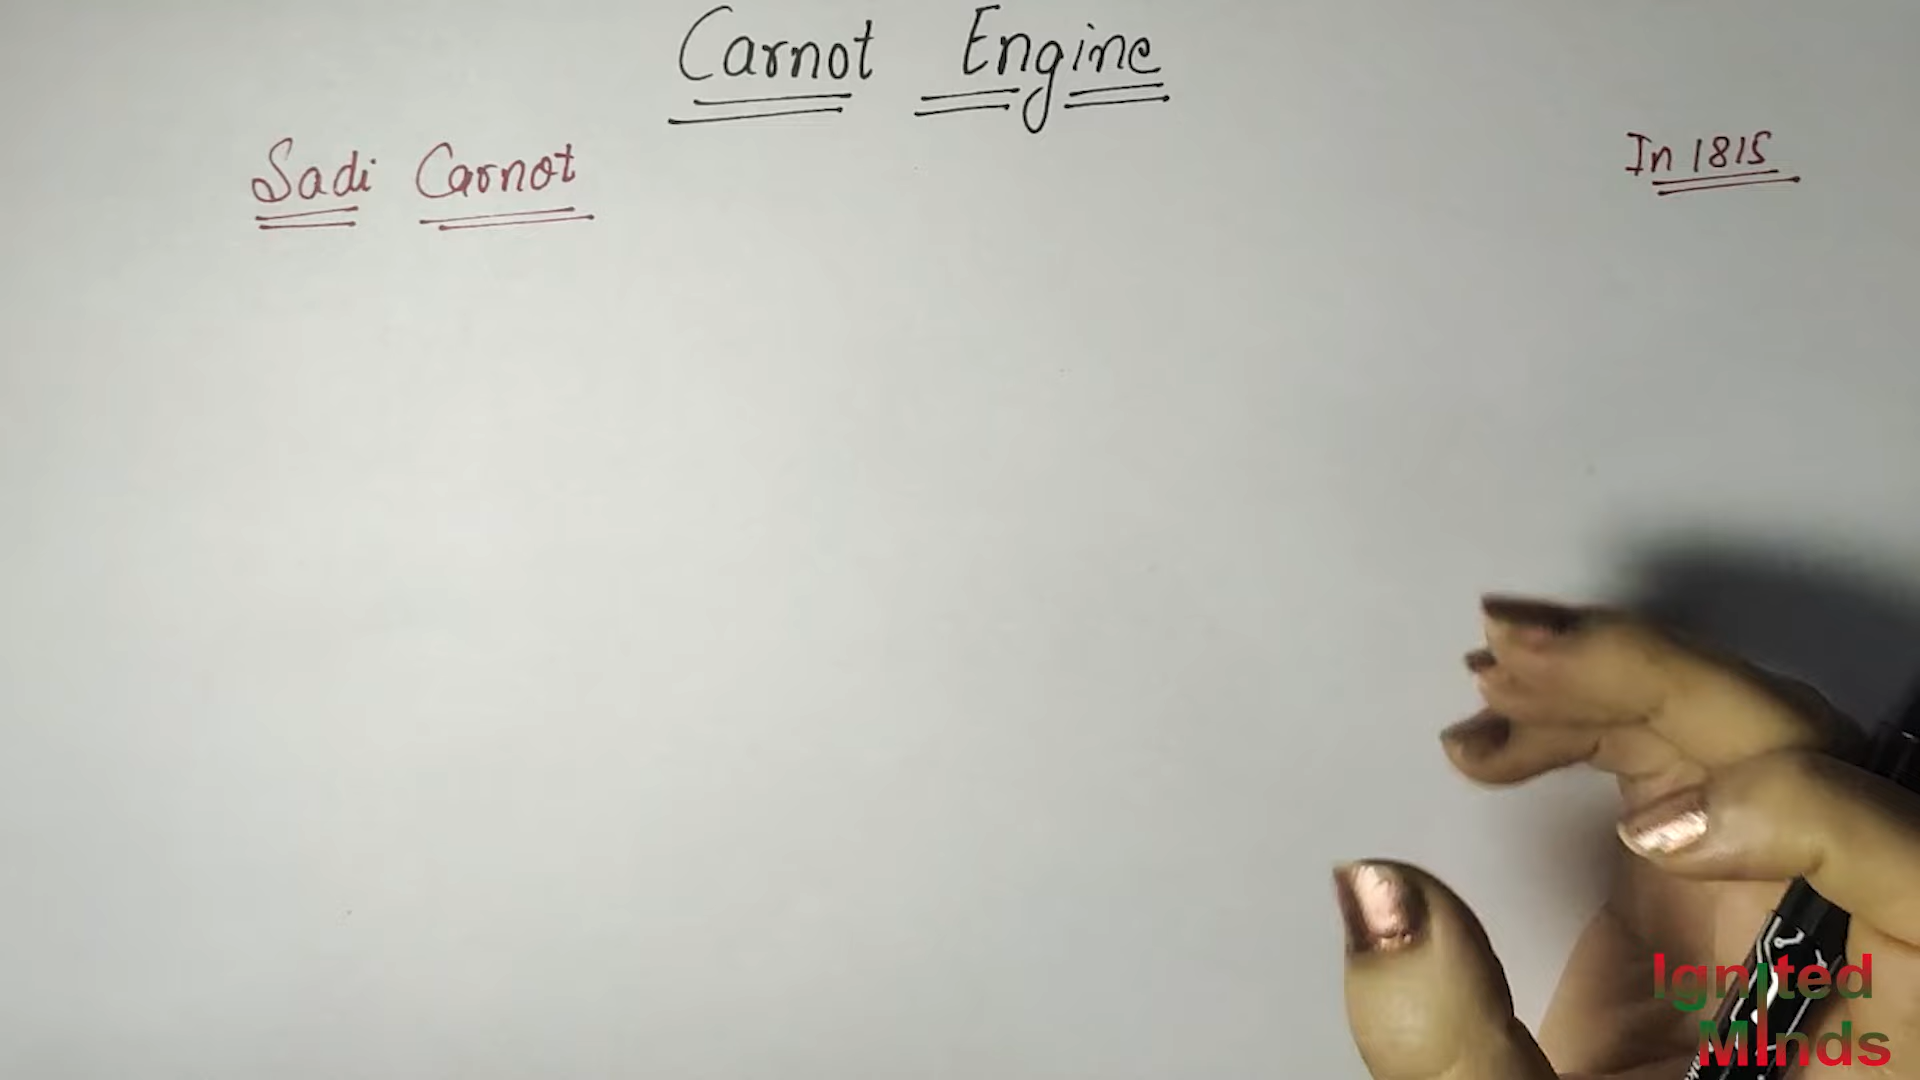 Carnot Engine
Sadi Carnot
In 1815
Ignited
Minds